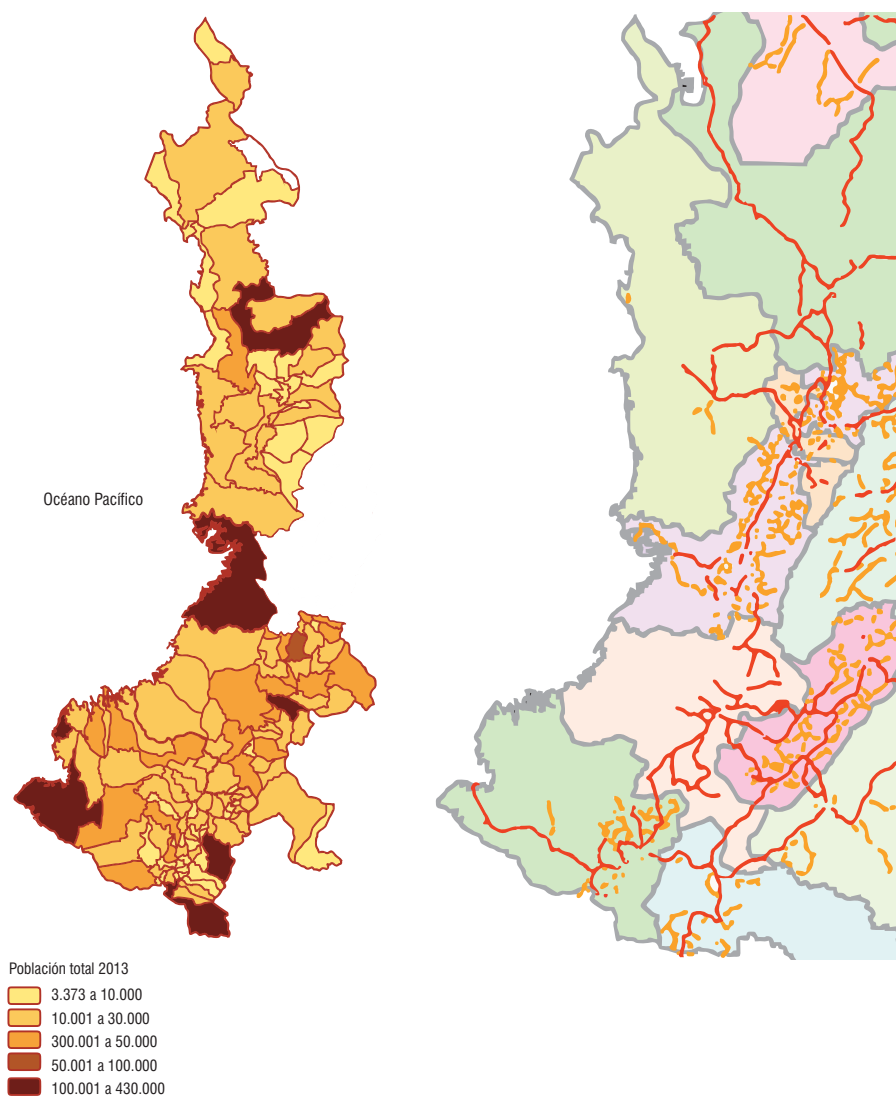 Océano Pacífico
Población total 2013
3.373 a 10.000
10.001 a 30.000
300.001 a 50.000
50.001 a 100.000
100.001 a 430.000